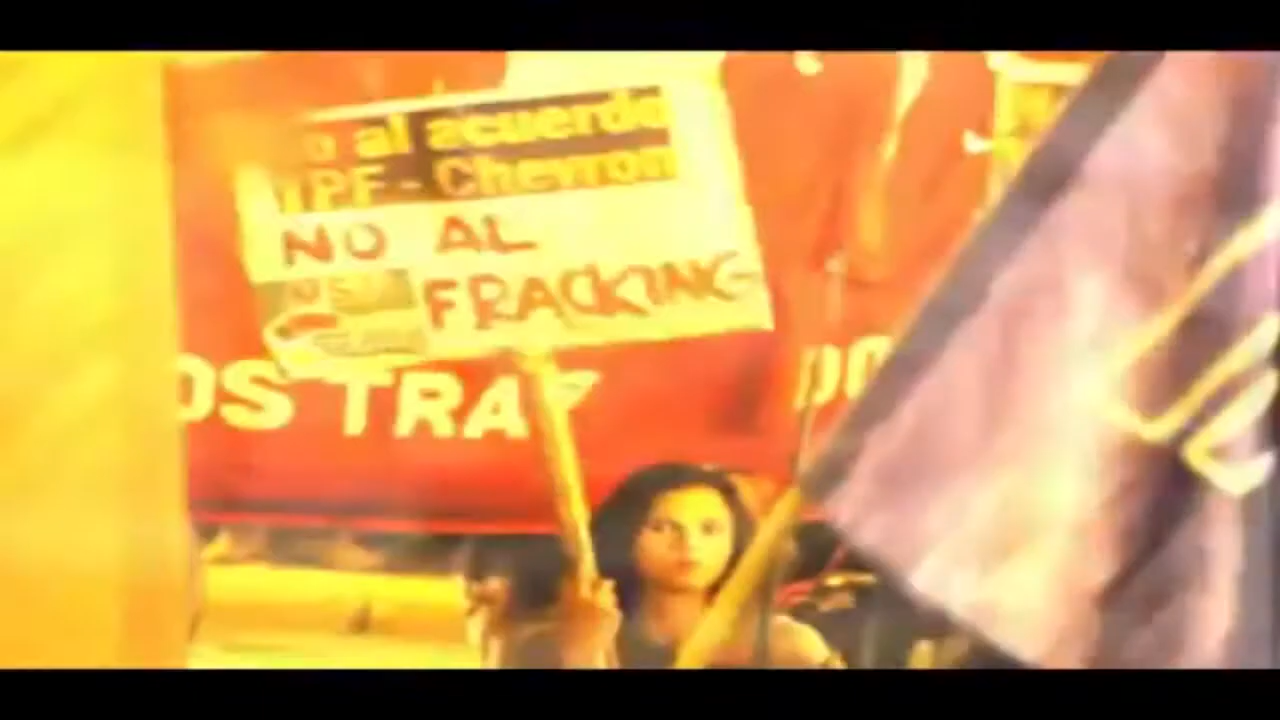 al acuerdo
YPF - Chevron
NO AL
FRACKING
OS TRA